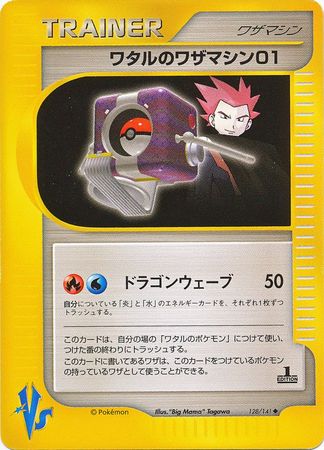 TRAINER
ワザマシン
ワタルのワザマシン01
ドラゴンウェーブ 50
自分についている「炎」と「水」のエネルギーカードを、それぞれ1枚ずつ
トラッシュする。
このカードは、自分の場の「ワタルのポケモン」につけて使い、
つけた番の終わりにトラッシュする。
このカードに書いてあるワザは、このカードをつけているポケモン
の持っているワザとして使うことができる。
1
EDITION
VS
© Pokémon
Illus. "Big Mama" Tagawa
128/141 ◆